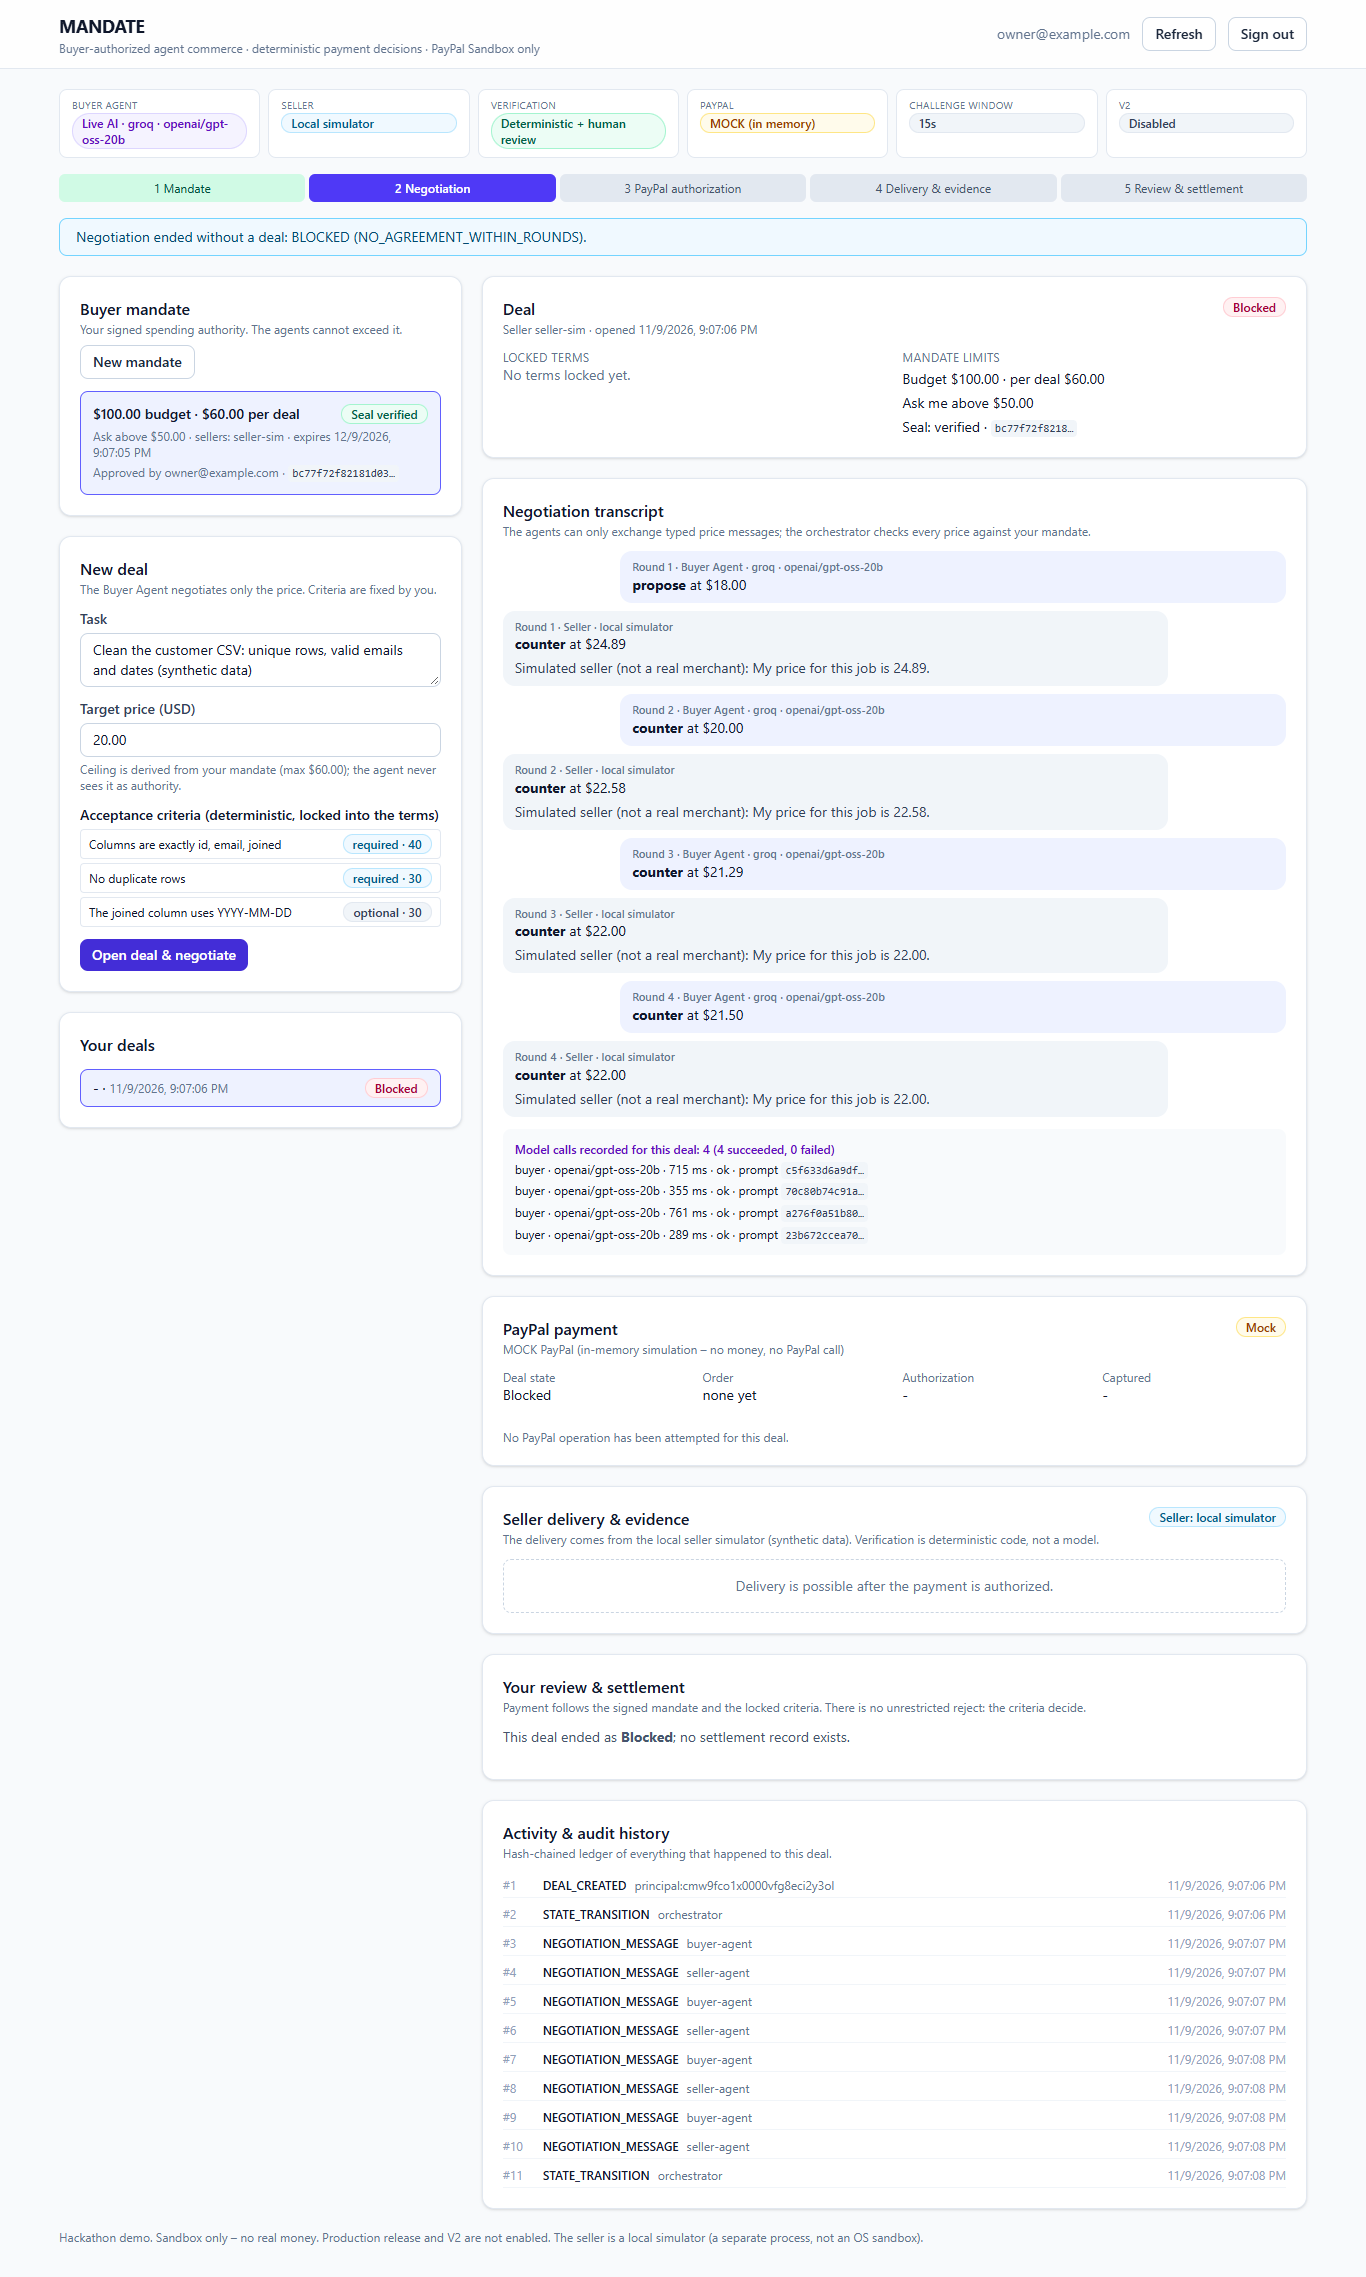 MANDATE
Buyer-authorized agent commerce · deterministic payment decisions · PayPal Sandbox only
owner@example.com
Refresh
Sign out
BUYER AGENT
Live AI · groq · openai/gpt-
oss-20b
SELLER
Local simulator
VERIFICATION
Deterministic + human
review
PAYPAL
MOCK (in memory)
CHALLENGE WINDOW
15s
V2
Disabled
1 Mandate
2 Negotiation
3 PayPal authorization
4 Delivery & evidence
5 Review & settlement
Negotiation ended without a deal: BLOCKED (NO_AGREEMENT_WITHIN_ROUNDS).
Buyer mandate
Your signed spending authority. The agents cannot exceed it.
New mandate
$100.00 budget · $60.00 per deal
Seal verified
Ask above $50.00 · sellers: seller-sim · expires 12/9/2026,
9:07:05 PM
Approved by owner@example.com · bc77f72f82181d03…
New deal
The Buyer Agent negotiates only the price. Criteria are fixed by you.
Task
Clean the customer CSV: unique rows, valid emails
and dates (synthetic data)
Target price (USD)
20.00
Ceiling is derived from your mandate (max $60.00); the agent never
sees it as authority.
Acceptance criteria (deterministic, locked into the terms)
Columns are exactly id, email, joined
required · 40
No duplicate rows
required · 30
The joined column uses YYYY-MM-DD
optional · 30
Open deal & negotiate
Your deals
- · 11/9/2026, 9:07:06 PM
Blocked
Deal
Blocked
Seller seller-sim · opened 11/9/2026, 9:07:06 PM
LOCKED TERMS
No terms locked yet.
MANDATE LIMITS
Budget $100.00 · per deal $60.00
Ask me above $50.00
Seal: verified · bc77f72f8218…
Negotiation transcript
The agents can only exchange typed price messages; the orchestrator checks every price against your mandate.
Round 1 · Buyer Agent · groq · openai/gpt-oss-20b
propose at $18.00
Round 1 · Seller · local simulator
counter at $24.89
Simulated seller (not a real merchant): My price for this job is 24.89.
Round 2 · Buyer Agent · groq · openai/gpt-oss-20b
counter at $20.00
Round 2 · Seller · local simulator
counter at $22.58
Simulated seller (not a real merchant): My price for this job is 22.58.
Round 3 · Buyer Agent · groq · openai/gpt-oss-20b
counter at $21.29
Round 3 · Seller · local simulator
counter at $22.00
Simulated seller (not a real merchant): My price for this job is 22.00.
Round 4 · Buyer Agent · groq · openai/gpt-oss-20b
counter at $21.50
Round 4 · Seller · local simulator
counter at $22.00
Simulated seller (not a real merchant): My price for this job is 22.00.
Model calls recorded for this deal: 4 (4 succeeded, 0 failed)
buyer · openai/gpt-oss-20b · 715 ms · ok · prompt c5f633d6a9df…
buyer · openai/gpt-oss-20b · 355 ms · ok · prompt 70c80b74c91a…
buyer · openai/gpt-oss-20b · 761 ms · ok · prompt a276f0a51b80…
buyer · openai/gpt-oss-20b · 289 ms · ok · prompt 23b672ccea70…
PayPal payment
Mock
MOCK PayPal (in-memory simulation – no money, no PayPal call)
Deal state
Blocked
Order
none yet
Authorization
-
Captured
-
No PayPal operation has been attempted for this deal.
Seller delivery & evidence
Seller: local simulator
The delivery comes from the local seller simulator (synthetic data). Verification is deterministic code, not a model.
Delivery is possible after the payment is authorized.
Your review & settlement
Payment follows the signed mandate and the locked criteria. There is no unrestricted reject: the criteria decide.
This deal ended as Blocked; no settlement record exists.
Activity & audit history
Hash-chained ledger of everything that happened to this deal.
#1 DEAL_CREATED principal:cmw9fco1x0000vfg8eci2y3ol 11/9/2026, 9:07:06 PM
#2 STATE_TRANSITION orchestrator 11/9/2026, 9:07:06 PM
#3 NEGOTIATION_MESSAGE buyer-agent 11/9/2026, 9:07:07 PM
#4 NEGOTIATION_MESSAGE seller-agent 11/9/2026, 9:07:07 PM
#5 NEGOTIATION_MESSAGE buyer-agent 11/9/2026, 9:07:07 PM
#6 NEGOTIATION_MESSAGE seller-agent 11/9/2026, 9:07:07 PM
#7 NEGOTIATION_MESSAGE buyer-agent 11/9/2026, 9:07:08 PM
#8 NEGOTIATION_MESSAGE seller-agent 11/9/2026, 9:07:08 PM
#9 NEGOTIATION_MESSAGE buyer-agent 11/9/2026, 9:07:08 PM
#10 NEGOTIATION_MESSAGE seller-agent 11/9/2026, 9:07:08 PM
#11 STATE_TRANSITION orchestrator 11/9/2026, 9:07:08 PM
Hackathon demo. Sandbox only – no real money. Production release and V2 are not enabled. The seller is a local simulator (a separate process, not an OS sandbox).